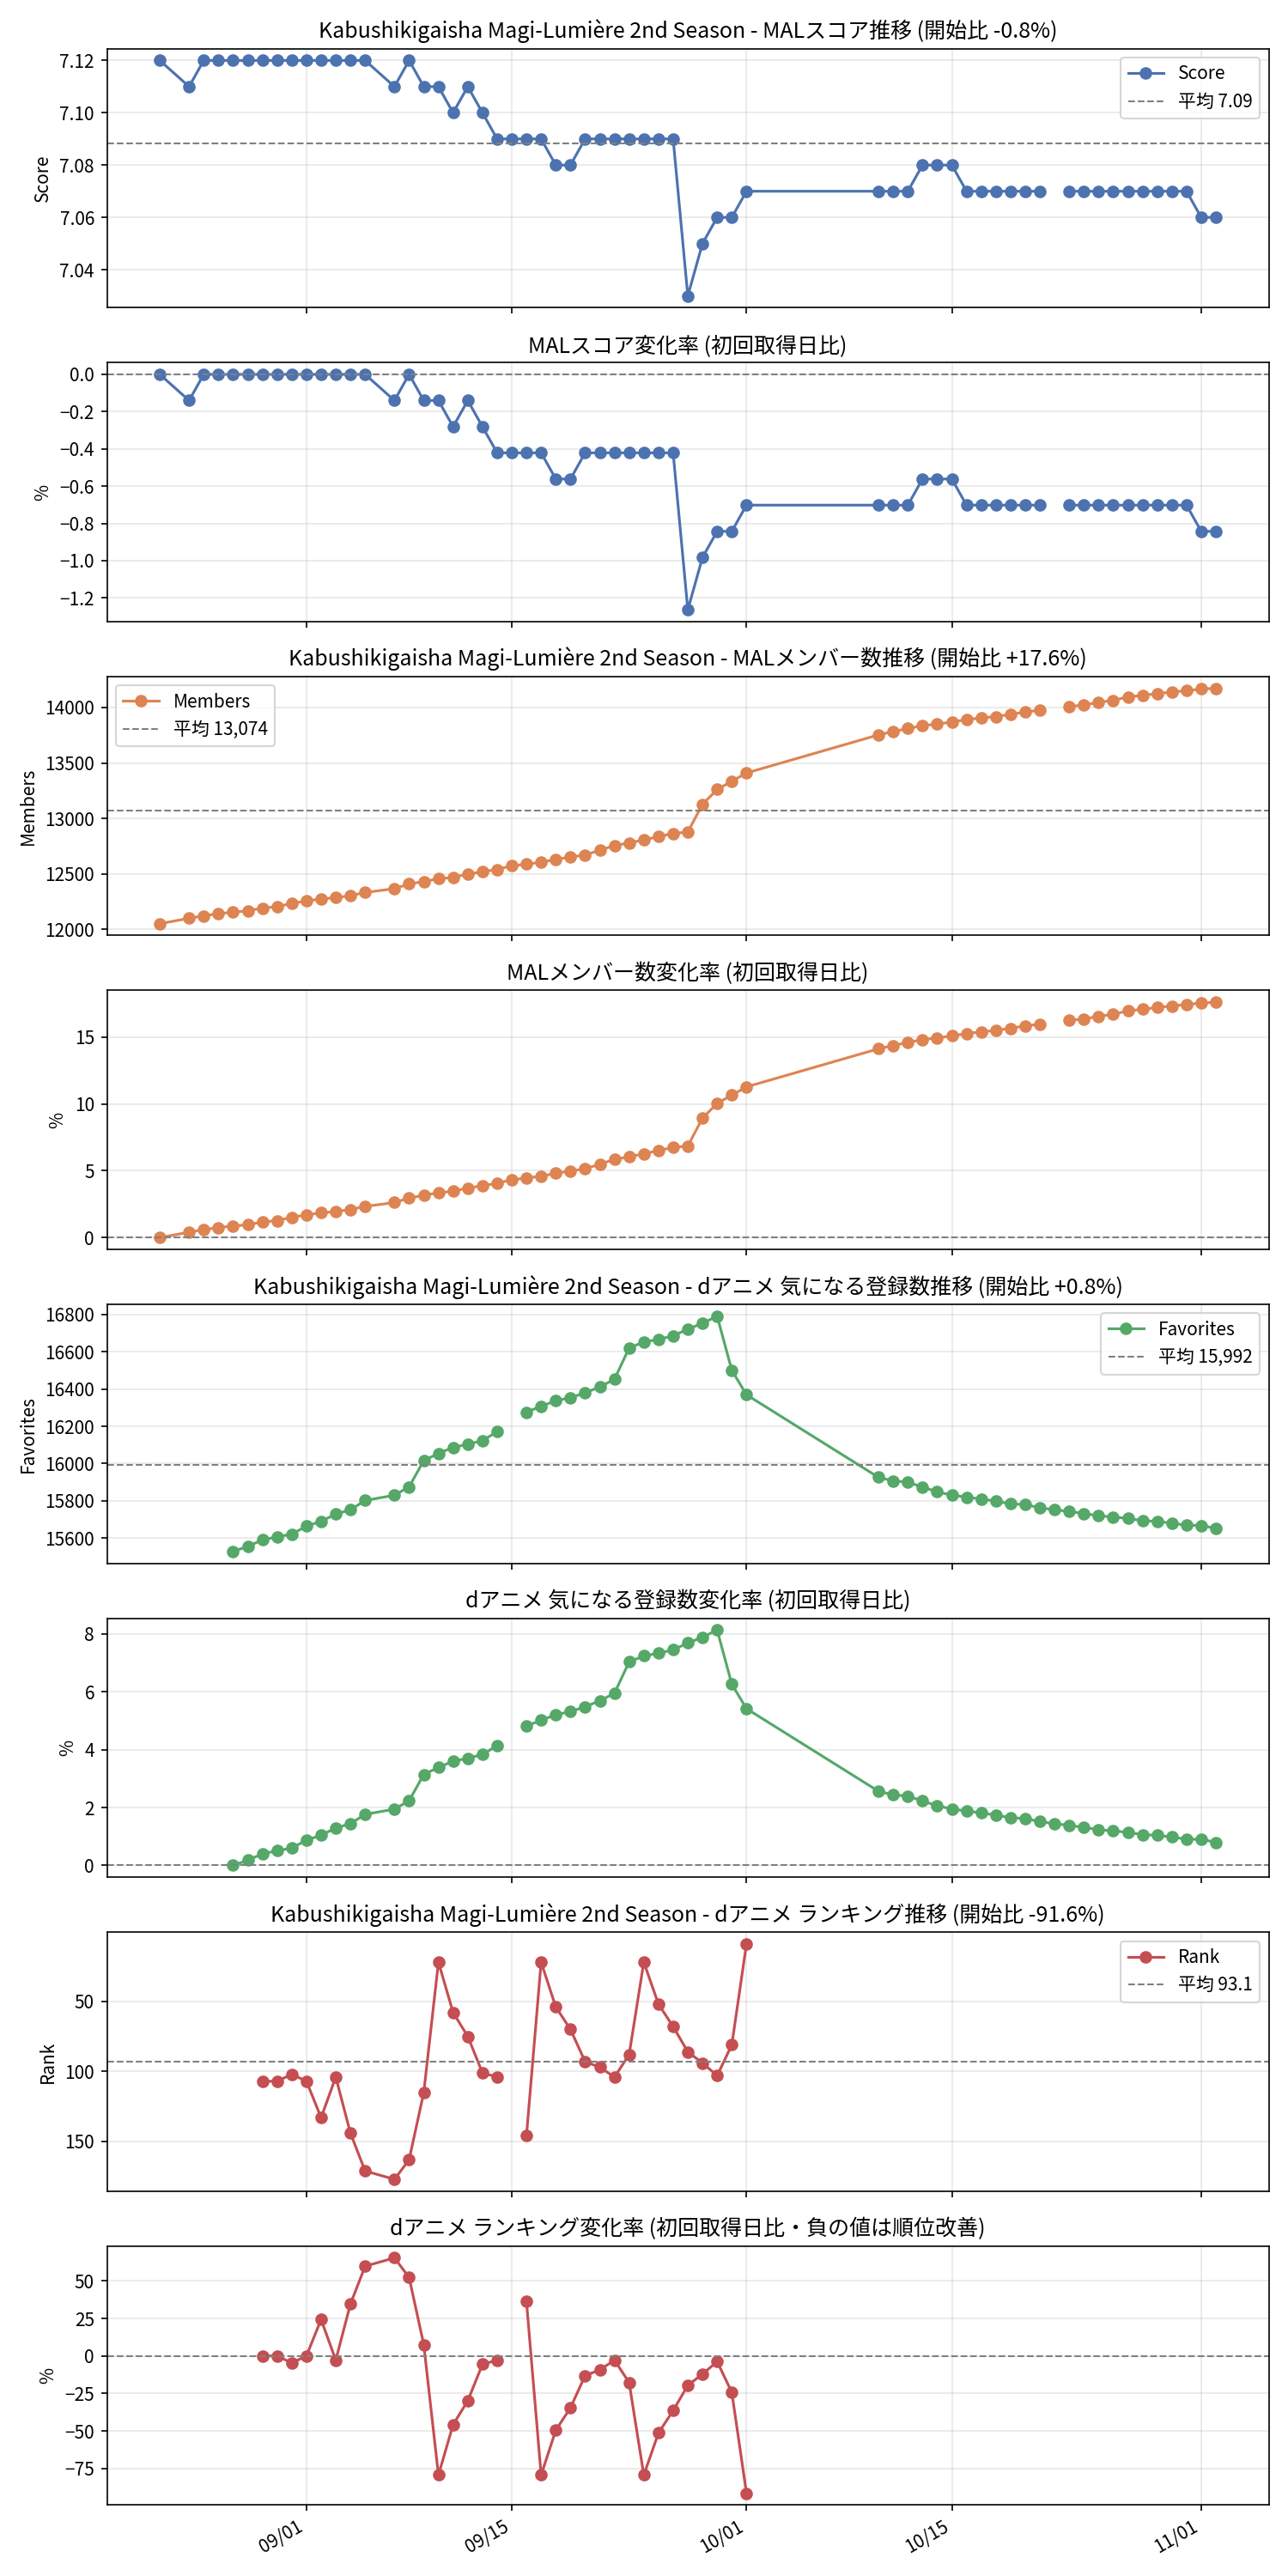 Kabushikigaisha Magi-Lumière 2nd Season - MALスコア推移 (開始比 -0.8%)
7.12
7.10
7.08
7.06
7.04
Score
Score
平均 7.09
MALスコア変化率 (初回取得日比)
0.0
−0.2
−0.4
−0.6
−0.8
−1.0
−1.2
%
Kabushikigaisha Magi-Lumière 2nd Season - MALメンバー数推移 (開始比 +17.6%)
14000
13500
13000
12500
12000
Members
Members
平均 13,074
MALメンバー数変化率 (初回取得日比)
15
10
5
0
%
Kabushikigaisha Magi-Lumière 2nd Season - dアニメ 気になる登録数推移 (開始比 +0.8%)
16800
16600
16400
16200
16000
15800
15600
Favorites
Favorites
平均 15,992
dアニメ 気になる登録数変化率 (初回取得日比)
8
6
4
2
0
%
Kabushikigaisha Magi-Lumière 2nd Season - dアニメ ランキング推移 (開始比 -91.6%)
50
100
150
Rank
Rank
平均 93.1
dアニメ ランキング変化率 (初回取得日比・負の値は順位改善)
50
25
0
−25
−50
−75
%
09/01
09/15
10/01
10/15
11/01